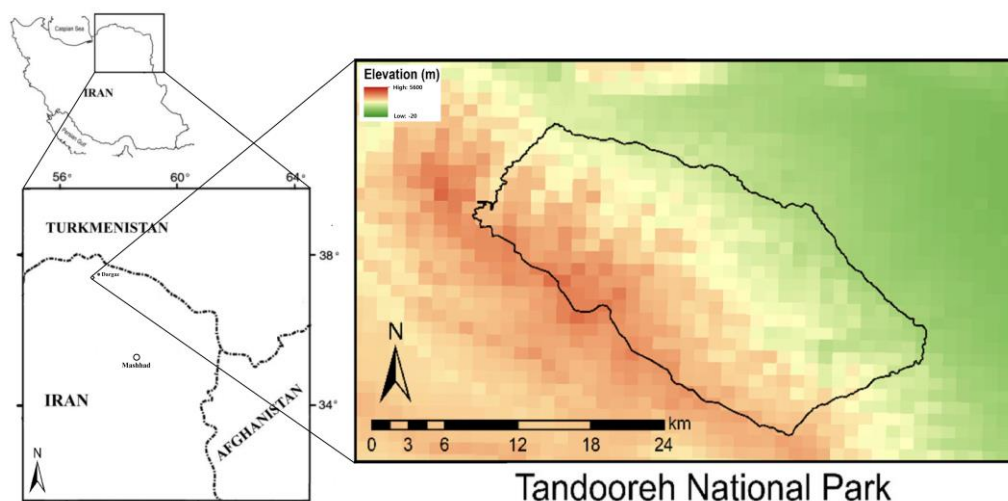 Caspian Sea
IRAN
Persian Gulf
56°
60°
64°
TURKMENISTAN
38°
Dargaz
Mashhad
IRAN
34°
AFGHANISTAN
N
Elevation (m)
High: 5600
Low: -20
N
km
0 1 3 6 12 18 24
Tandooreh National Park